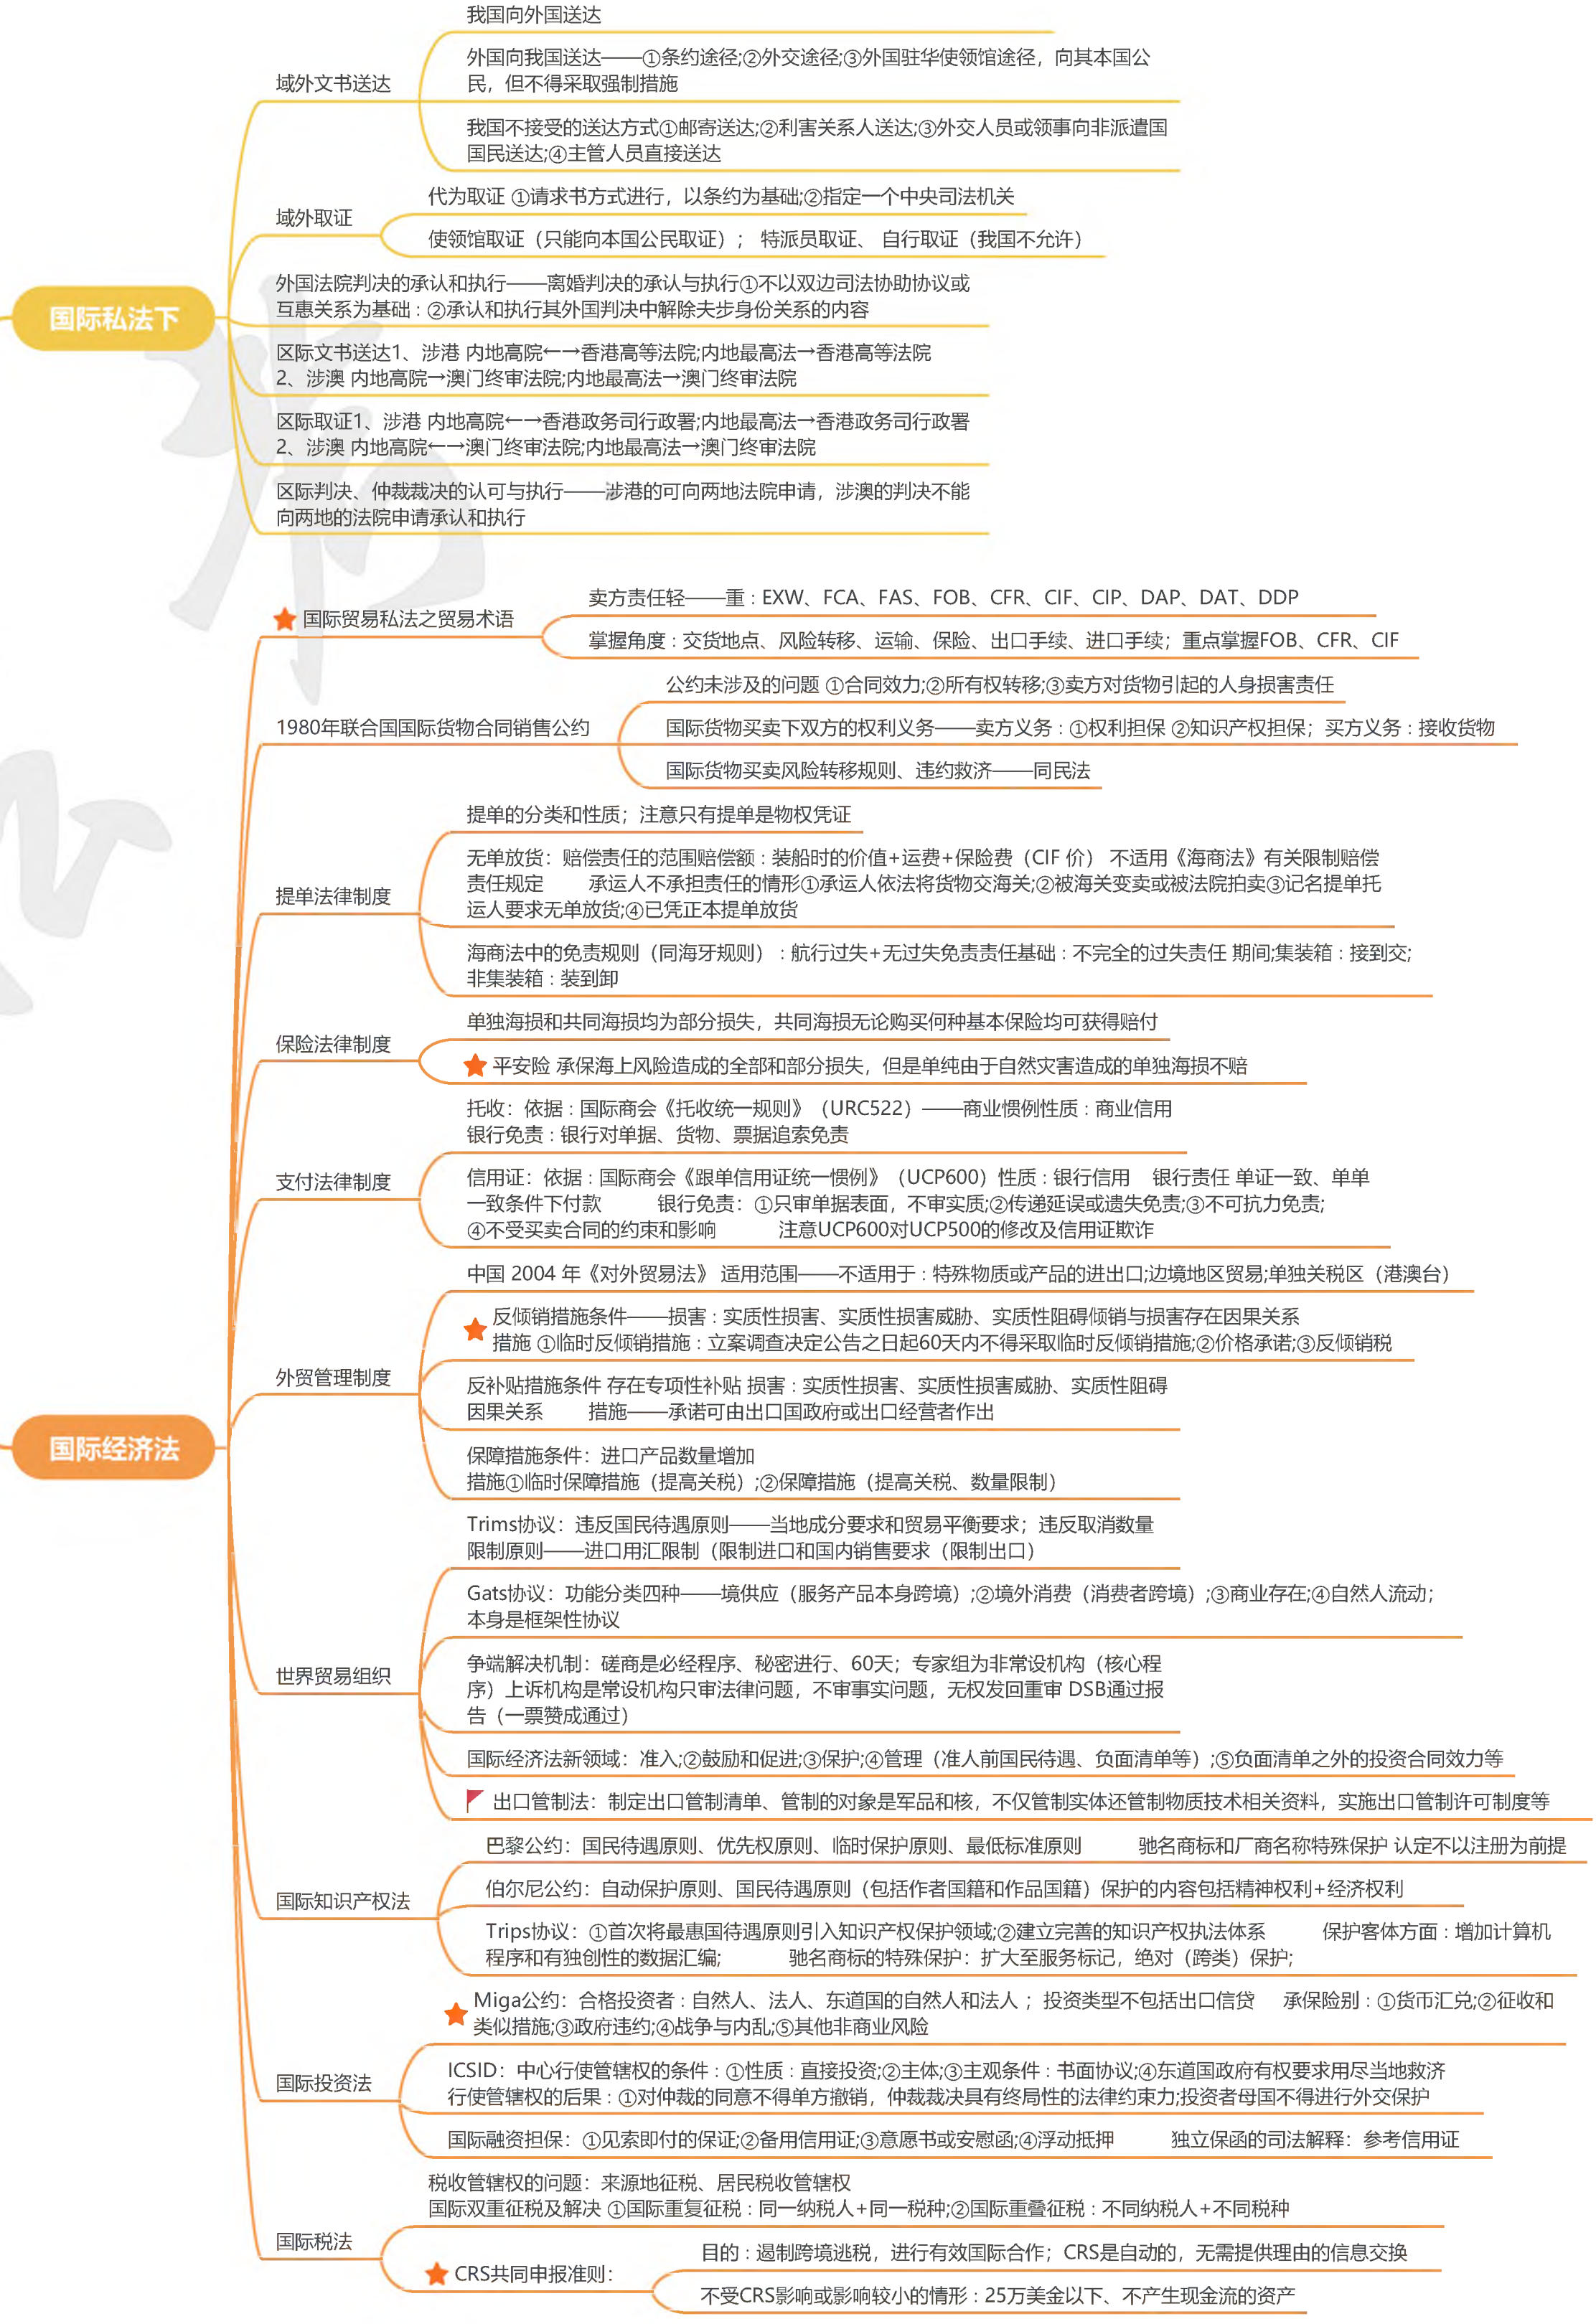 我国向外国送达
域外文书送达
外国向我国送达——①条约途径;②外交途径;③外国驻华使领馆途径，向其本国公
民，但不得采取强制措施
我国不接受的送达方式①邮寄送达;②利害关系人送达;③外交人员或领事向非派遣国
国民送达;④主管人员直接送达
域外取证
代为取证 ①请求书方式进行，以条约为基础;②指定一个中央司法机关
使领馆取证（只能向本国公民取证）； 特派员取证、 自行取证（我国不允许）
国际私法下
外国法院判决的承认和执行——离婚判决的承认与执行①不以双边司法协助协议或
互惠关系为基础 : ②承认和执行其外国判决中解除夫步身份关系的内容
区际文书送达1、涉港 内地高院←→香港高等法院;内地最高法→香港高等法院
2、涉澳 内地高院→澳门终审法院;内地最高法→澳门终审法院
区际取证1、涉港 内地高院←→香港政务司行政署;内地最高法→香港政务司行政署
2、涉澳 内地高院←→澳门终审法院;内地最高法→澳门终审法院
区际判决、仲裁裁决的认可与执行——涉港的可向两地法院申请，涉澳的判决不能
向两地的法院申请承认和执行
国际贸易私法之贸易术语
卖方责任轻——重 : EXW、FCA、FAS、FOB、CFR、CIF、CIP、DAP、DAT、DDP
掌握角度 : 交货地点、风险转移、运输、保险、出口手续、进口手续；重点掌握FOB、CFR、CIF
1980年联合国国际货物合同销售公约
公约未涉及的问题 ①合同效力;②所有权转移;③卖方对货物引起的人身损害责任
国际货物买卖下双方的权利义务——卖方义务 : ①权利担保 ②知识产权担保；买方义务 : 接收货物
国际货物买卖风险转移规则、违约救济——同民法
提单法律制度
提单的分类和性质；注意只有提单是物权凭证
无单放货：赔偿责任的范围赔偿额 : 装船时的价值+运费+保险费（CIF 价） 不适用《海商法》有关限制赔偿
责任规定 承运人不承担责任的情形①承运人依法将货物交海关;②被海关变卖或被法院拍卖③记名提单托
运人要求无单放货;④已凭正本提单放货
海商法中的免责规则（同海牙规则）: 航行过失+无过失免责责任基础 : 不完全的过失责任 期间;集装箱 : 接到交;
非集装箱 : 装到卸
保险法律制度
单独海损和共同海损均为部分损失，共同海损无论购买何种基本保险均可获得赔付
平安险 承保海上风险造成的全部和部分损失，但是单纯由于自然灾害造成的单独海损不赔
支付法律制度
托收：依据 : 国际商会《托收统一规则》（URC522）——商业惯例性质 : 商业信用
银行免责 : 银行对单据、货物、票据追索免责
信用证：依据 : 国际商会《跟单信用证统一惯例》（UCP600）性质 : 银行信用 银行责任 单证一致、单单
一致条件下付款 银行免责：①只审单据表面，不审实质;②传递延误或遗失免责;③不可抗力免责;
④不受买卖合同的约束和影响 注意UCP600对UCP500的修改及信用证欺诈
国际经济法
外贸管理制度
中国 2004 年《对外贸易法》 适用范围——不适用于 : 特殊物质或产品的进出口;边境地区贸易;单独关税区（港澳台）
反倾销措施条件——损害 : 实质性损害、实质性损害威胁、实质性阻碍倾销与损害存在因果关系
措施 ①临时反倾销措施 : 立案调查决定公告之日起60天内不得采取临时反倾销措施;②价格承诺;③反倾销税
反补贴措施条件 存在专项性补贴 损害 : 实质性损害、实质性损害威胁、实质性阻碍
因果关系 措施——承诺可由出口国政府或出口经营者作出
保障措施条件：进口产品数量增加
措施①临时保障措施（提高关税）;②保障措施（提高关税、数量限制）
世界贸易组织
Trims协议：违反国民待遇原则——当地成分要求和贸易平衡要求；违反取消数量
限制原则——进口用汇限制（限制进口和国内销售要求（限制出口）
Gats协议：功能分类四种——境供应（服务产品本身跨境）;②境外消费（消费者跨境）;③商业存在;④自然人流动；
本身是框架性协议
争端解决机制：磋商是必经程序、秘密进行、60天；专家组为非常设机构（核心程
序）上诉机构是常设机构只审法律问题，不审事实问题，无权发回重审 DSB通过报
告（一票赞成通过）
国际经济法新领域：准入;②鼓励和促进;③保护;④管理（准人前国民待遇、负面清单等）;⑤负面清单之外的投资合同效力等
出口管制法：制定出口管制清单、管制的对象是军品和核，不仅管制实体还管制物质技术相关资料，实施出口管制许可制度等
国际知识产权法
巴黎公约：国民待遇原则、优先权原则、临时保护原则、最低标准原则 驰名商标和厂商名称特殊保护 认定不以注册为前提
伯尔尼公约：自动保护原则、国民待遇原则（包括作者国籍和作品国籍）保护的内容包括精神权利+经济权利
Trips协议：①首次将最惠国待遇原则引入知识产权保护领域;②建立完善的知识产权执法体系 保护客体方面 : 增加计算机
程序和有独创性的数据汇编; 驰名商标的特殊保护：扩大至服务标记，绝对（跨类）保护;
国际投资法
Miga公约：合格投资者 : 自然人、法人、东道国的自然人和法人 ；投资类型不包括出口信贷 承保险别 : ①货币汇兑;②征收和
类似措施;③政府违约;④战争与内乱;⑤其他非商业风险
ICSID：中心行使管辖权的条件 : ①性质 : 直接投资;②主体;③主观条件 : 书面协议;④东道国政府有权要求用尽当地救济
行使管辖权的后果 : ①对仲裁的同意不得单方撤销，仲裁裁决具有终局性的法律约束力;投资者母国不得进行外交保护
国际融资担保：①见索即付的保证;②备用信用证;③意愿书或安慰函;④浮动抵押 独立保函的司法解释：参考信用证
国际税法
税收管辖权的问题：来源地征税、居民税收管辖权
国际双重征税及解决 ①国际重复征税 : 同一纳税人+同一税种;②国际重叠征税 : 不同纳税人+不同税种
CRS共同申报准则：
目的 : 遏制跨境逃税，进行有效国际合作；CRS是自动的，无需提供理由的信息交换
不受CRS影响或影响较小的情形 : 25万美金以下、不产生现金流的资产